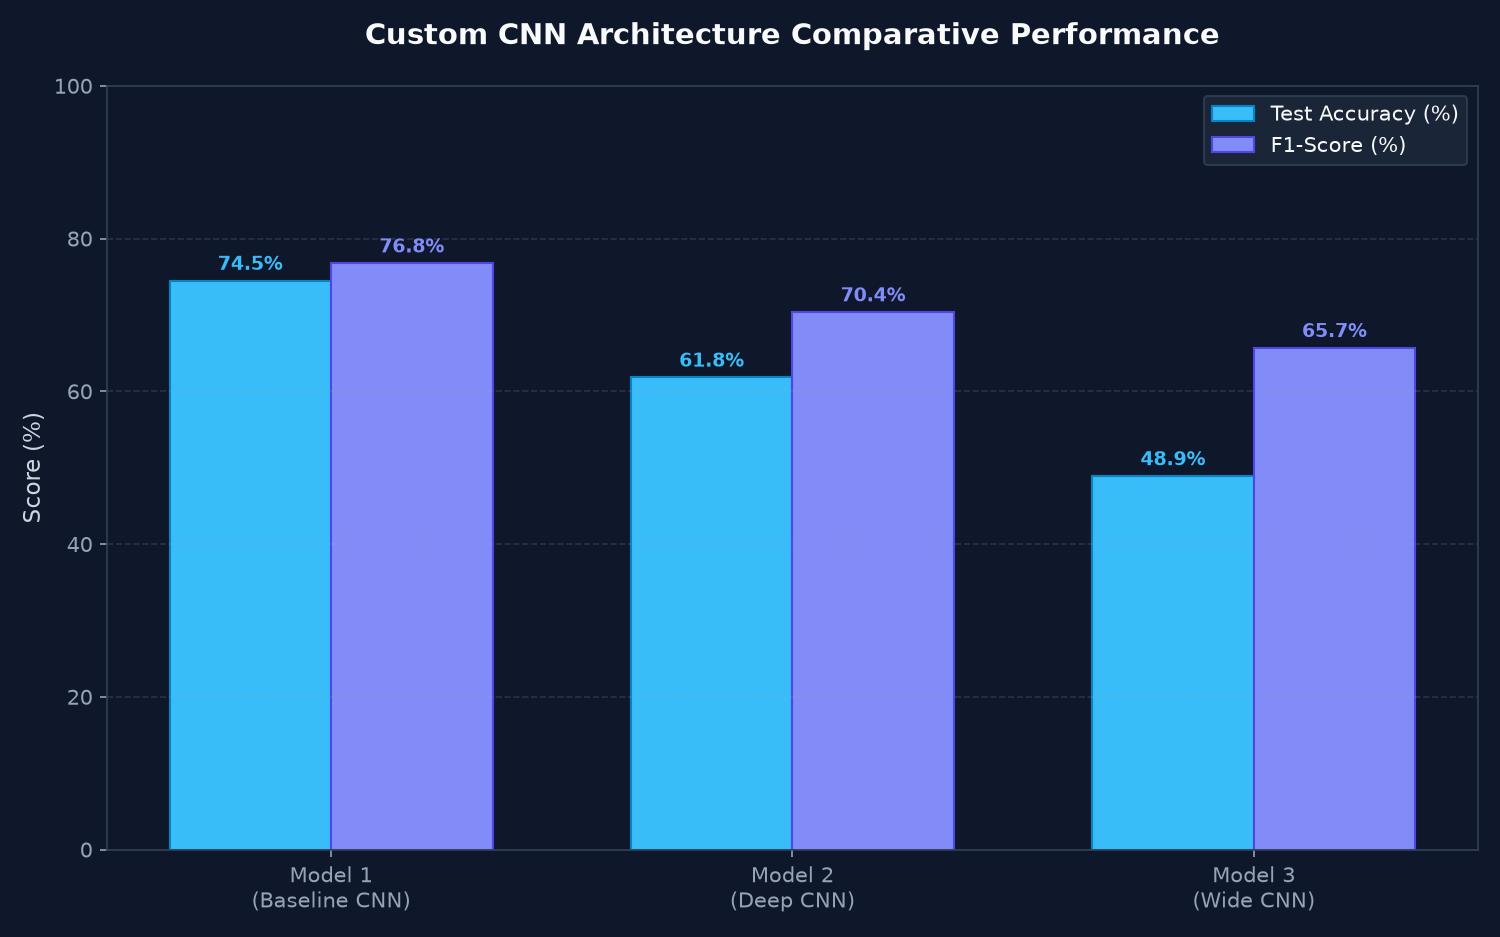 Custom CNN Architecture Comparative Performance
Test Accuracy (%)
F1-Score (%)
Score (%)
100
80
60
40
20
0
74.5%
76.8%
61.8%
70.4%
48.9%
65.7%
Model 1
(Baseline CNN)
Model 2
(Deep CNN)
Model 3
(Wide CNN)